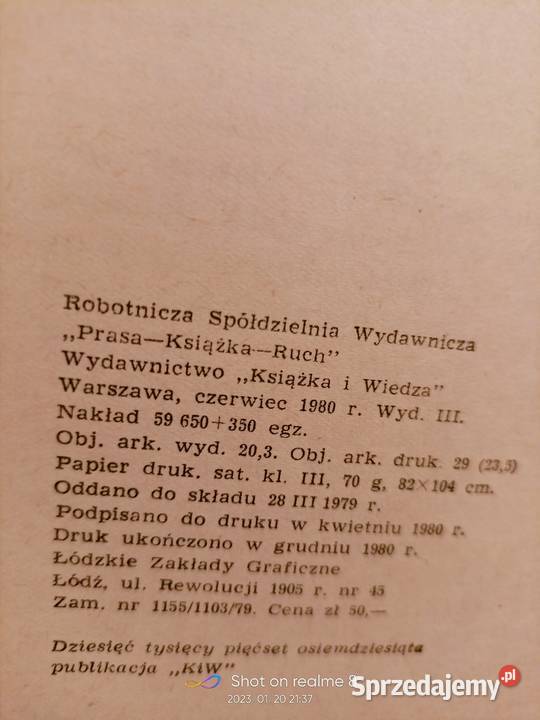 Robotnicza Spółdzielnia Wydawnicza
„Prasa—Książka—Ruch"
Wydawnictwo „Książka i Wiedza"
Warszawa, czerwiec 1980 r. Wyd. III.
Nakład 59 650+350 egz.
Obj. ark. wyd. 20,3. Obj. ark. druk. 29 (23,5)
Papier druk. sat. kl. III, 70 g, 82×104 cm.
Oddano do składu 28 III 1979 r.
Podpisano do druku w kwietniu 1980 r.
Druk ukończono w grudniu 1980 r.
Łódzkie Zakłady Graficzne
Łódź, ul. Rewolucji 1905 r. nr 45
Zam. nr 1155/1103/79. Cena zł 50,—
Dziesięć tysięcy pięćset osiemdziesiąta
publikacja „KiW"
Shot on realme 8
2023.01.20 21:37
Sprzedajemy.pl